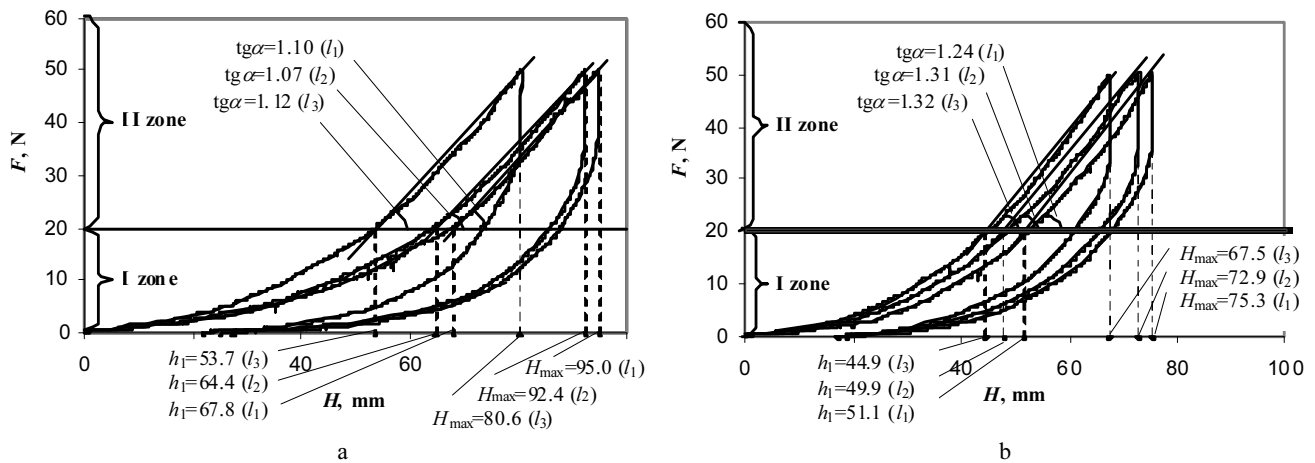 60
50
40
30
20
10
0
F, N
II zone
I zone
tgα=1.10 (l1)
tgα=1.07 (l2)
tgα=1.12 (l3)
0 60 80
h1=53.7 (l3)
h1=64.4 (l2)
h1=67.8 (l1)
H, mm
Hmax=95.0 (l1)
Hmax=92.4 (l2)
Hmax=80.6 (l3)
a
60
50
40
30
20
10
0
F, N
II zone
I zone
tgα=1.24 (l1)
tgα=1.31 (l2)
tgα=1.32 (l3)
Hmax=67.5 (l3)
Hmax=72.9 (l2)
Hmax=75.3 (l1)
0 20 40 60 80 100
h1=44.9 (l3)
h1=49.9 (l2)
h1=51.1 (l1)
H, mm
b